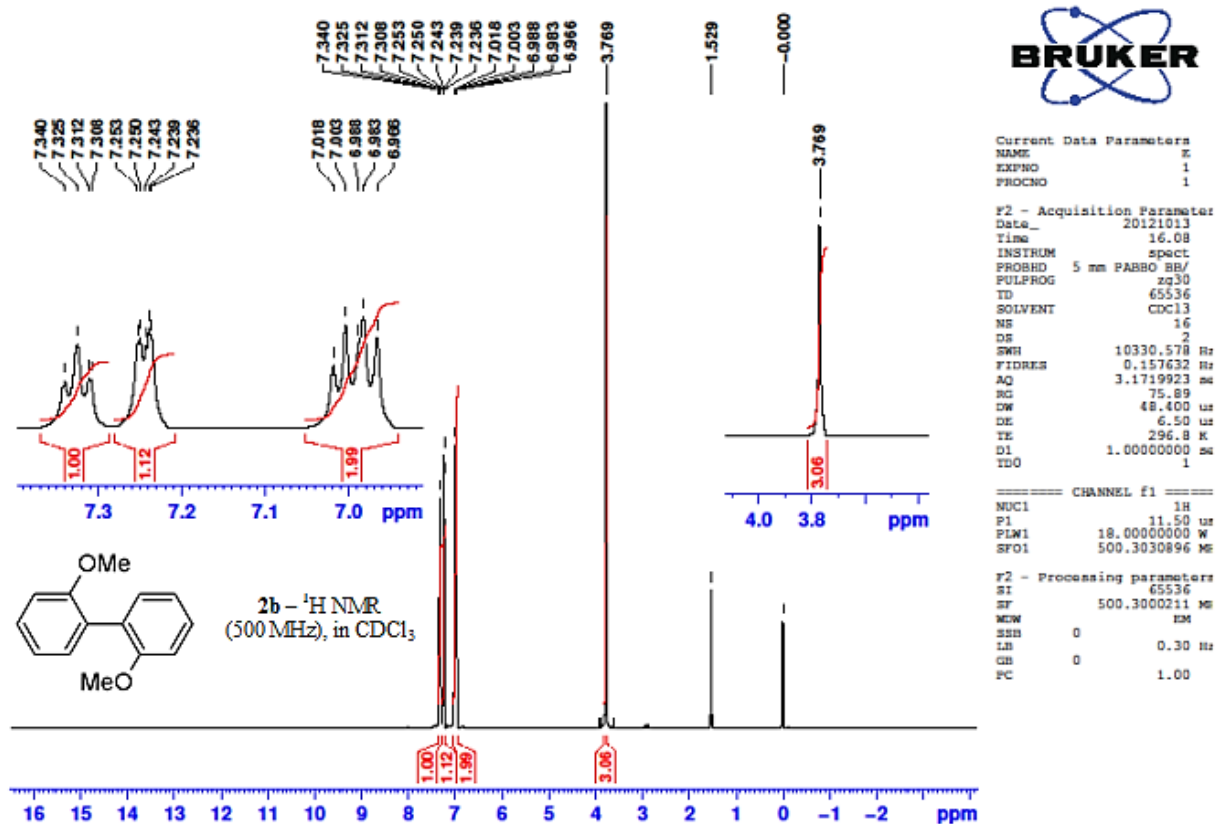 7.340
7.325
7.312
7.308
7.253
7.250
7.243
7.239
7.236
7.018
7.003
6.988
6.983
6.966
3.769
1.529
-0.000
BRUKER
7.340
7.325
7.312
7.308
7.253
7.250
7.243
7.239
7.236
7.018
7.003
6.988
6.983
6.966
3.769
1.00
1.12
1.99
7.3 7.2 7.1 7.0 ppm
3.06
4.0 3.8 ppm
OMe
MeO
2b – ¹H NMR
(500 MHz), in CDCl₃
1.00
1.12
1.99
3.06
16 15 14 13 12 11 10 9 8 7 6 5 4 3 2 1 0 -1 -2 ppm
Current Data Parameters
NAME E
EXPNO 1
PROCNO 1
F2 - Acquisition Parameter
Date_ 20121013
Time 16.08
INSTRUM spect
PROBHD 5 mm PABBO BB/
PULPROG zg30
TD 65536
SOLVENT CDCl3
NS 16
DS 2
SWH 10330.578 Hz
FIDRES 0.157632 Hz
AQ 3.1719923 se
RG 75.89
DW 48.400 us
DE 6.50 us
TE 296.8 K
D1 1.00000000 se
TD0 1
======== CHANNEL f1 ======
NUC1 1H
P1 11.50 us
PLW1 18.00000000 W
SFO1 500.3030896 MH
F2 - Processing parameters
SI 65536
SF 500.3000211 MH
WDW EM
SSB 0
LB 0.30 Hz
GB 0
PC 1.00